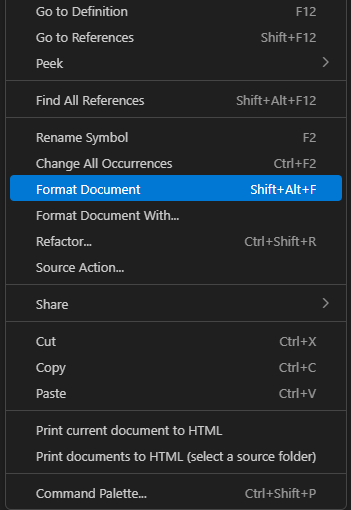 Go to Definition F12
Go to References Shift+F12
Peek
Find All References Shift+Alt+F12
Rename Symbol F2
Change All Occurrences Ctrl+F2
Format Document Shift+Alt+F
Format Document With...
Refactor... Ctrl+Shift+R
Source Action...
Share
Cut Ctrl+X
Copy Ctrl+C
Paste Ctrl+V
Print current document to HTML
Print documents to HTML (select a source folder)
Command Palette... Ctrl+Shift+P